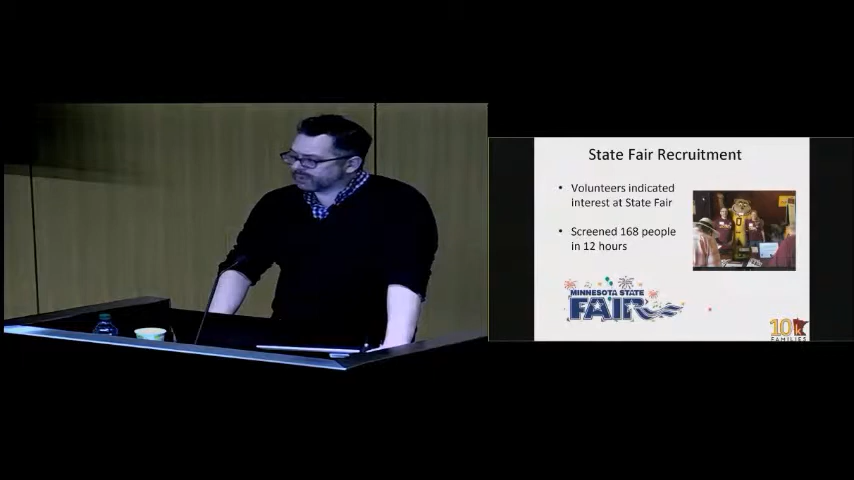 State Fair Recruitment
• Volunteers indicated
interest at State Fair
• Screened 168 people
in 12 hours
MINNESOTA STATE
FAIR
10K
FAMILIES